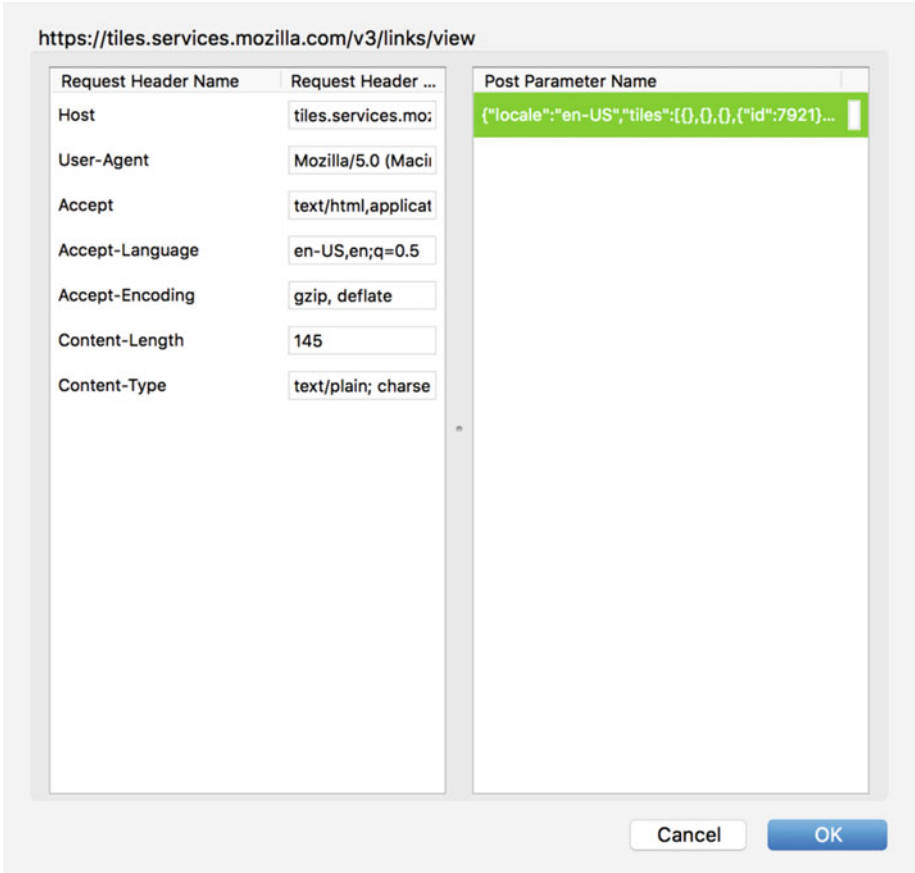 https://tiles.services.mozilla.com/v3/links/view
Request Header Name Request Header ... Post Parameter Name
Host tiles.services.moz {"locale":"en-US","tiles":[{},{},{},{"id":7921}...
User-Agent Mozilla/5.0 (Macin
Accept text/html,applicat
Accept-Language en-US,en;q=0.5
Accept-Encoding gzip, deflate
Content-Length 145
Content-Type text/plain; charse
Cancel OK